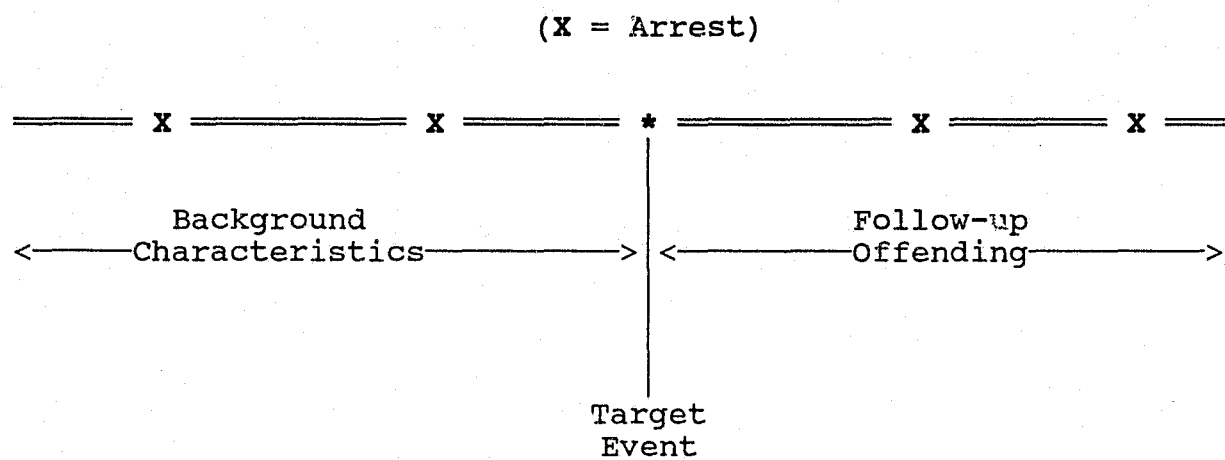 (X = Arrest)
X X * X X
Background Follow-up
<——Characteristics——> <——Offending——>
Target
Event